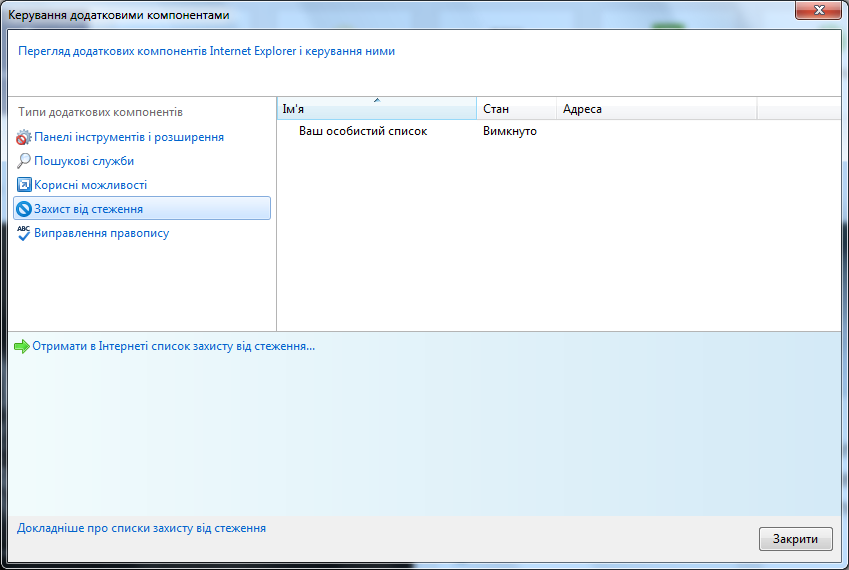 Керування додатковими компонентами
Перегляд додаткових компонентів Internet Explorer і керування ними
Типи додаткових компонентів
Панелі інструментів і розширення
Пошукові служби
Корисні можливості
Захист від стеження
ABC
Виправлення правопису
Ім'я Стан Адреса
Ваш особистий список Вимкнуто
Отримати в Інтернеті список захисту від стеження...
Докладніше про списки захисту від стеження
Закрити